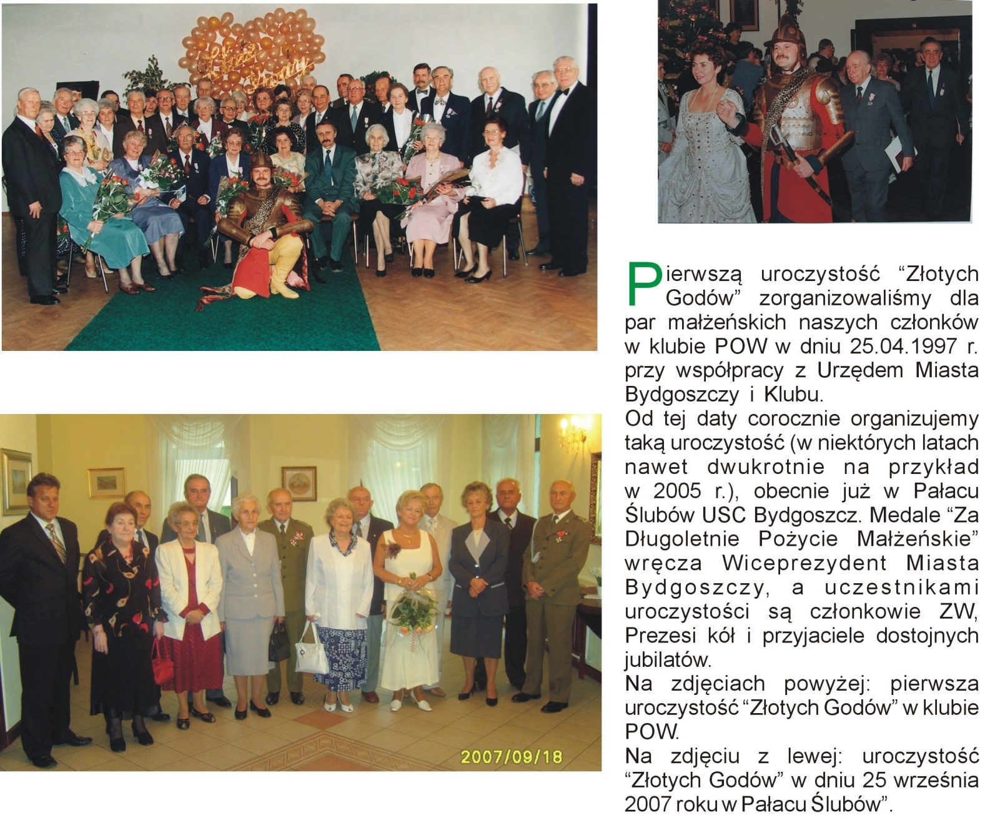 Złote
Gody
Pierwszą uroczystość “Złotych
Godów” zorganizowaliśmy dla
par małżeńskich naszych członków
w klubie POW w dniu 25.04.1997 r.
przy współpracy z Urzędem Miasta
Bydgoszczy i Klubu.
Od tej daty corocznie organizujemy
taką uroczystość (w niektórych latach
nawet dwukrotnie na przykład
w 2005 r.), obecnie już w Pałacu
Ślubów USC Bydgoszcz. Medale “Za
Długoletnie Pożycie Małżeńskie”
wręcza Wiceprezydent Miasta
Bydgoszczy, a uczestnikami
uroczystości są członkowie ZW,
Prezesi kół i przyjaciele dostojnych
jubilatów.
Na zdjęciach powyżej: pierwsza
uroczystość “Złotych Godów” w klubie
POW.
Na zdjęciu z lewej: uroczystość
“Złotych Godów” w dniu 25 września
2007 roku w Pałacu Ślubów”.
2007/09/18